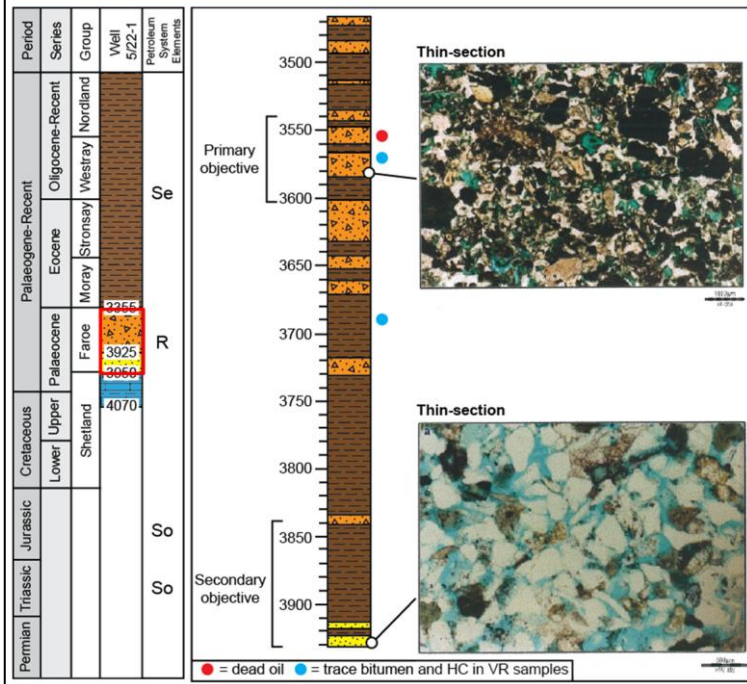 Period
Series
Group
Well
5/22-1
Petroleum
System
Elements
Palaeogene-Recent
Oligocene-Recent
Nordland
Westray
Eocene
Stronsay
Moray
Palaeocene
Faroe
Cretaceous
Upper
Lower
Shetland
Jurassic
Triassic
Permian
3355
3925
3950
4070
Se
R
So
So
3500
3550
3600
3650
3700
3750
3800
3850
3900
Primary
objective
Secondary
objective
Thin-section
Thin-section
= dead oil
= trace bitumen and HC in VR samples